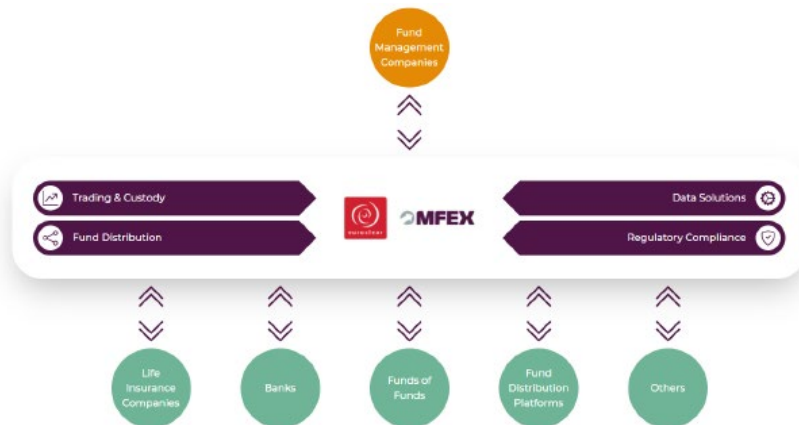 Fund
Management
Companies
Trading & Custody
Data Solutions
euroclear
MFEX
Fund Distribution
Regulatory Compliance
Life
Insurance
Companies
Banks
Funds of
Funds
Fund
Distribution
Platforms
Others